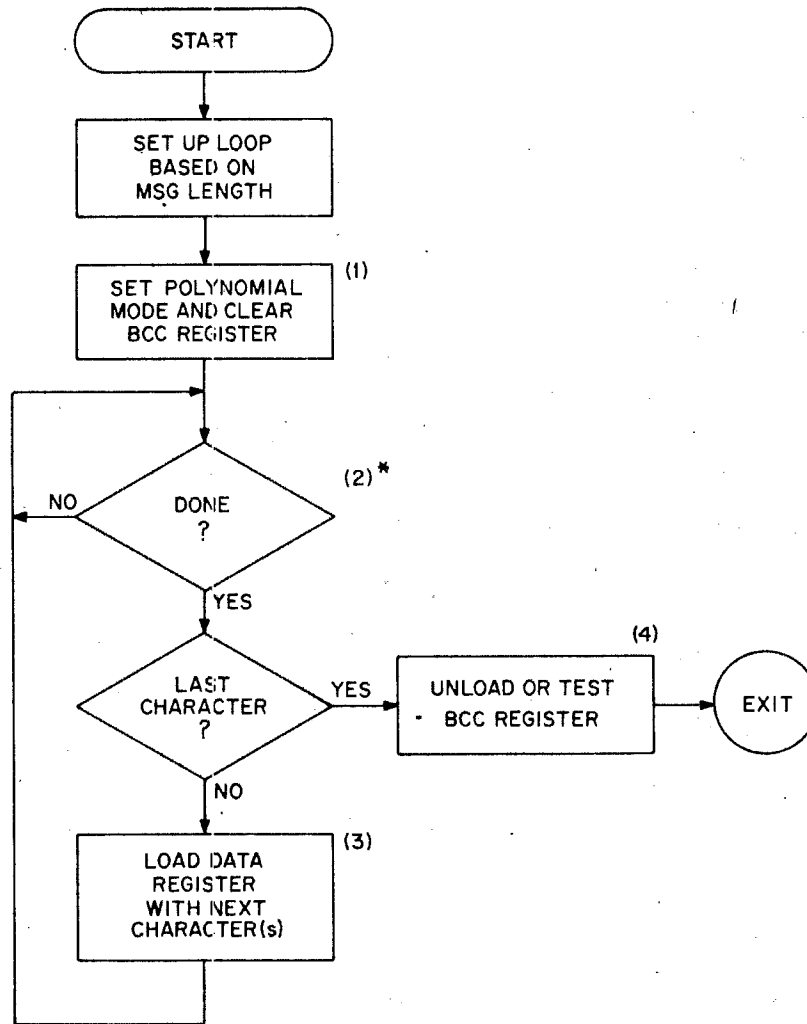 START
SET UP LOOP
BASED ON
MSG LENGTH
(1)
SET POLYNOMIAL
MODE AND CLEAR
BCC REGISTER
(2)*
NO
DONE
?
YES
(4)
LAST
CHARACTER
?
YES
UNLOAD OR TEST
BCC REGISTER
EXIT
NO
(3)
LOAD DATA
REGISTER
WITH NEXT
CHARACTER(s)